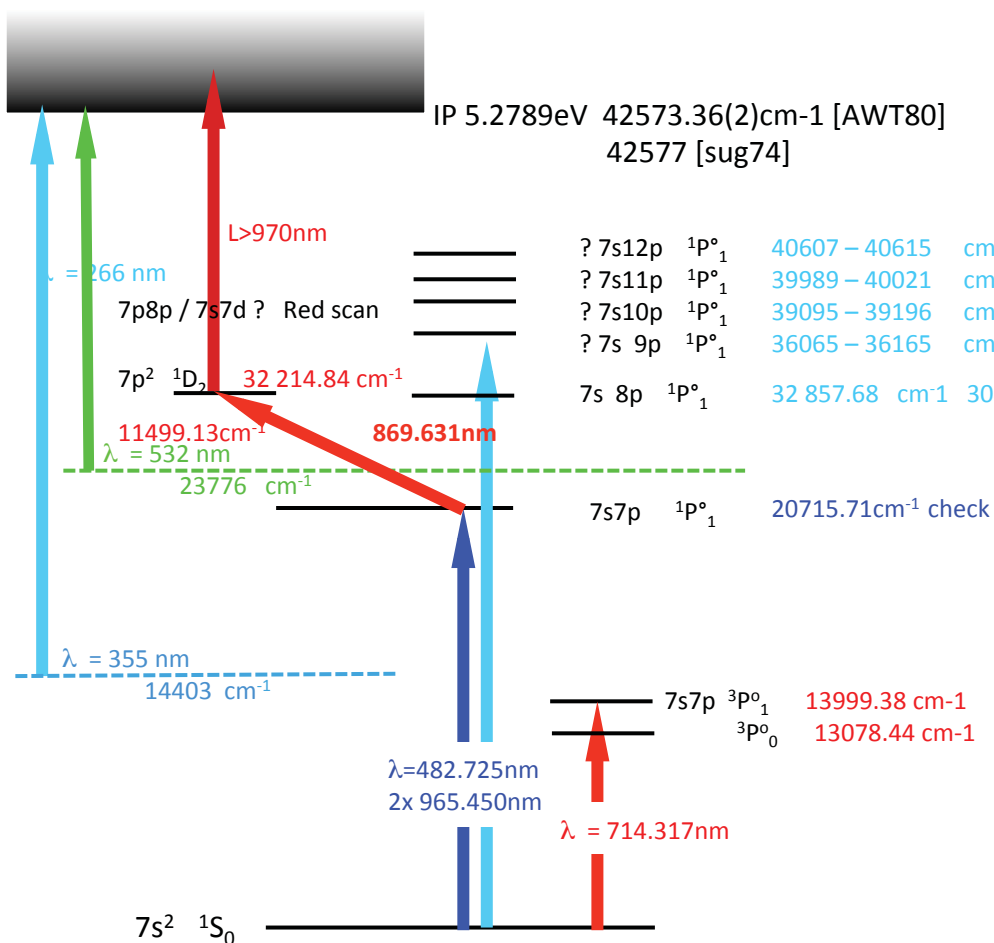 IP 5.2789eV 42573.36(2)cm-1 [AWT80]
42577 [sug74]
L>970nm
λ = 266 nm
? 7s12p ¹P°₁ 40607 – 40615 cm
? 7s11p ¹P°₁ 39989 – 40021 cm
7p8p / 7s7d ? Red scan
? 7s10p ¹P°₁ 39095 – 39196 cm
? 7s 9p ¹P°₁ 36065 – 36165 cm
7p² ¹D₂ 32 214.84 cm⁻¹
7s 8p ¹P°₁ 32 857.68 cm⁻¹ 30
11499.13cm⁻¹
869.631nm
λ = 532 nm
23776 cm⁻¹
7s7p ¹P°₁ 20715.71cm⁻¹ check
λ = 355 nm
14403 cm⁻¹
7s7p ³P°₁ 13999.38 cm-1
³P°₀ 13078.44 cm-1
λ=482.725nm
2x 965.450nm
λ = 714.317nm
7s² ¹S₀